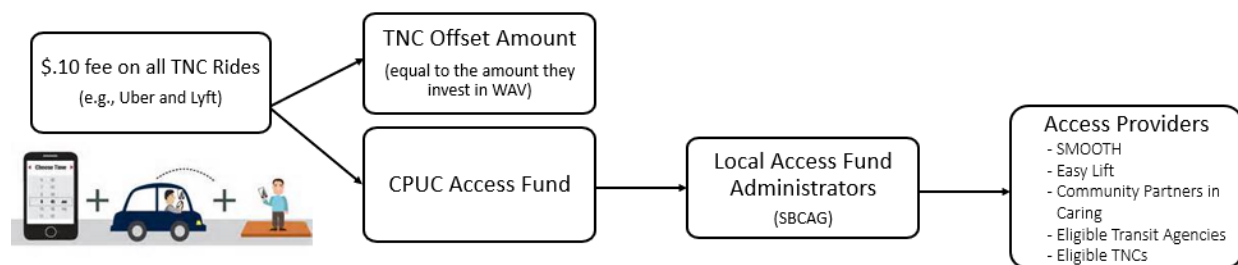 $.10 fee on all TNC Rides
(e.g., Uber and Lyft)
TNC Offset Amount
(equal to the amount they
invest in WAV)
CPUC Access Fund
Local Access Fund
Administrators
(SBCAG)
Access Providers
- SMOOTH
- Easy Lift
- Community Partners in
Caring
- Eligible Transit Agencies
- Eligible TNCs
Choose Time